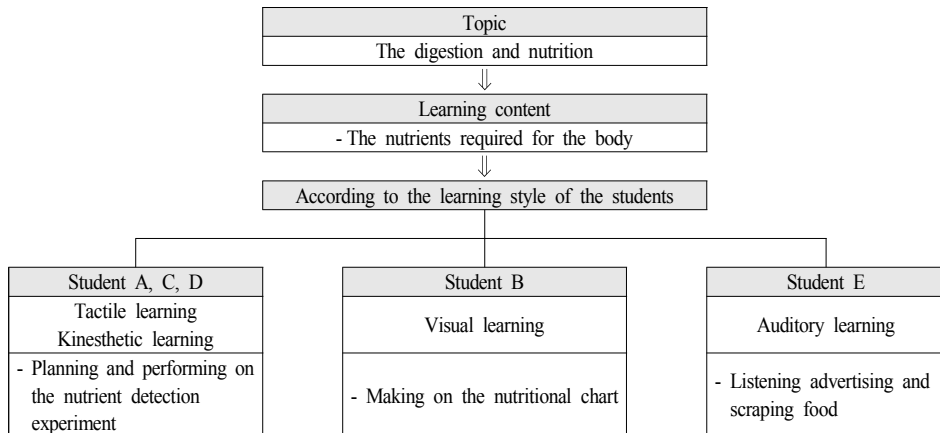 Topic
The digestion and nutrition
Learning content
- The nutrients required for the body
According to the learning style of the students
Student A, C, D
Tactile learning
Kinesthetic learning
- Planning and performing on
the nutrient detection
experiment
Student B
Visual learning
- Making on the nutritional chart
Student E
Auditory learning
- Listening advertising and
scraping food